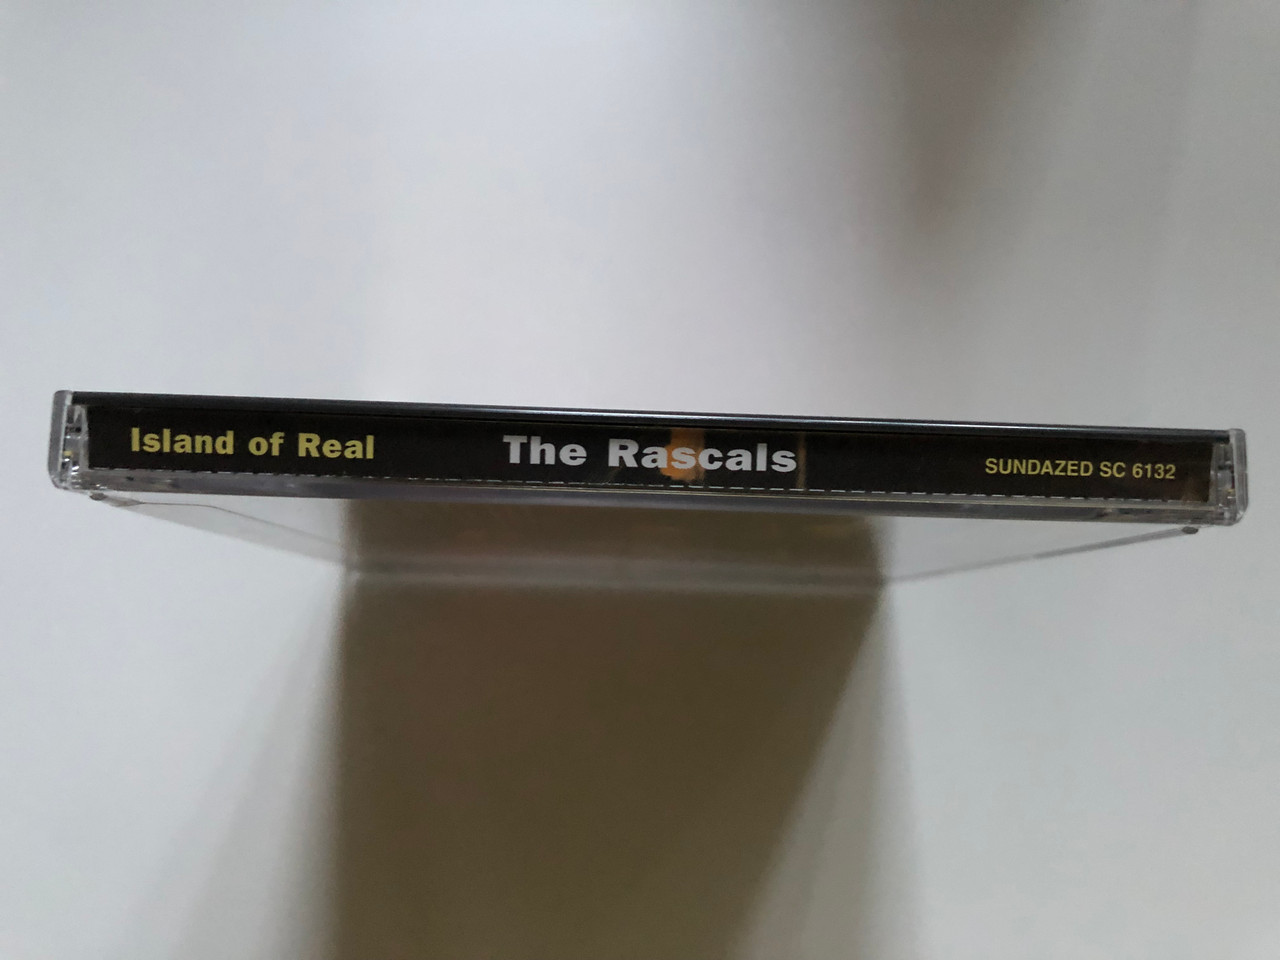 Island of Real The Rascals SUNDAZED SC 6132